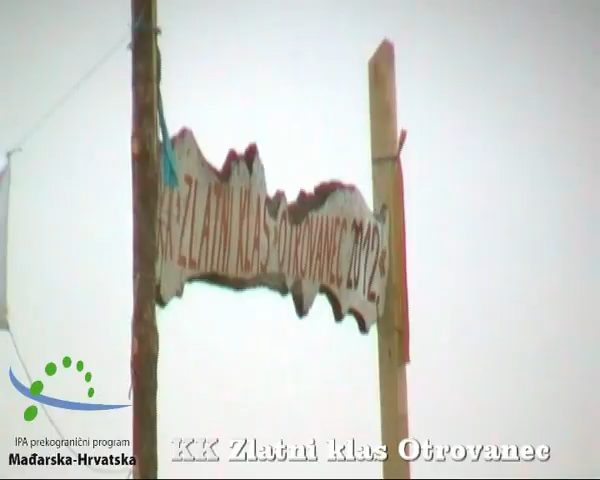 KK ZLATNI KLAS OTROVANEC 2012.
IPA prekogranični program
Mađarska-Hrvatska
KK Zlatni klas Otrovanec